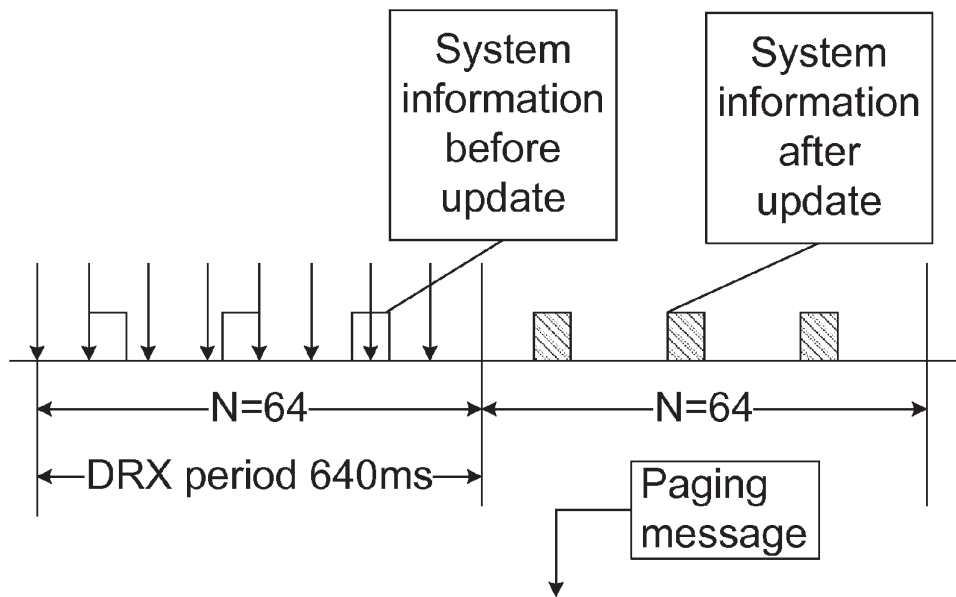 System
information
before
update
System
information
after
update
N=64
N=64
DRX period 640ms
Paging
message